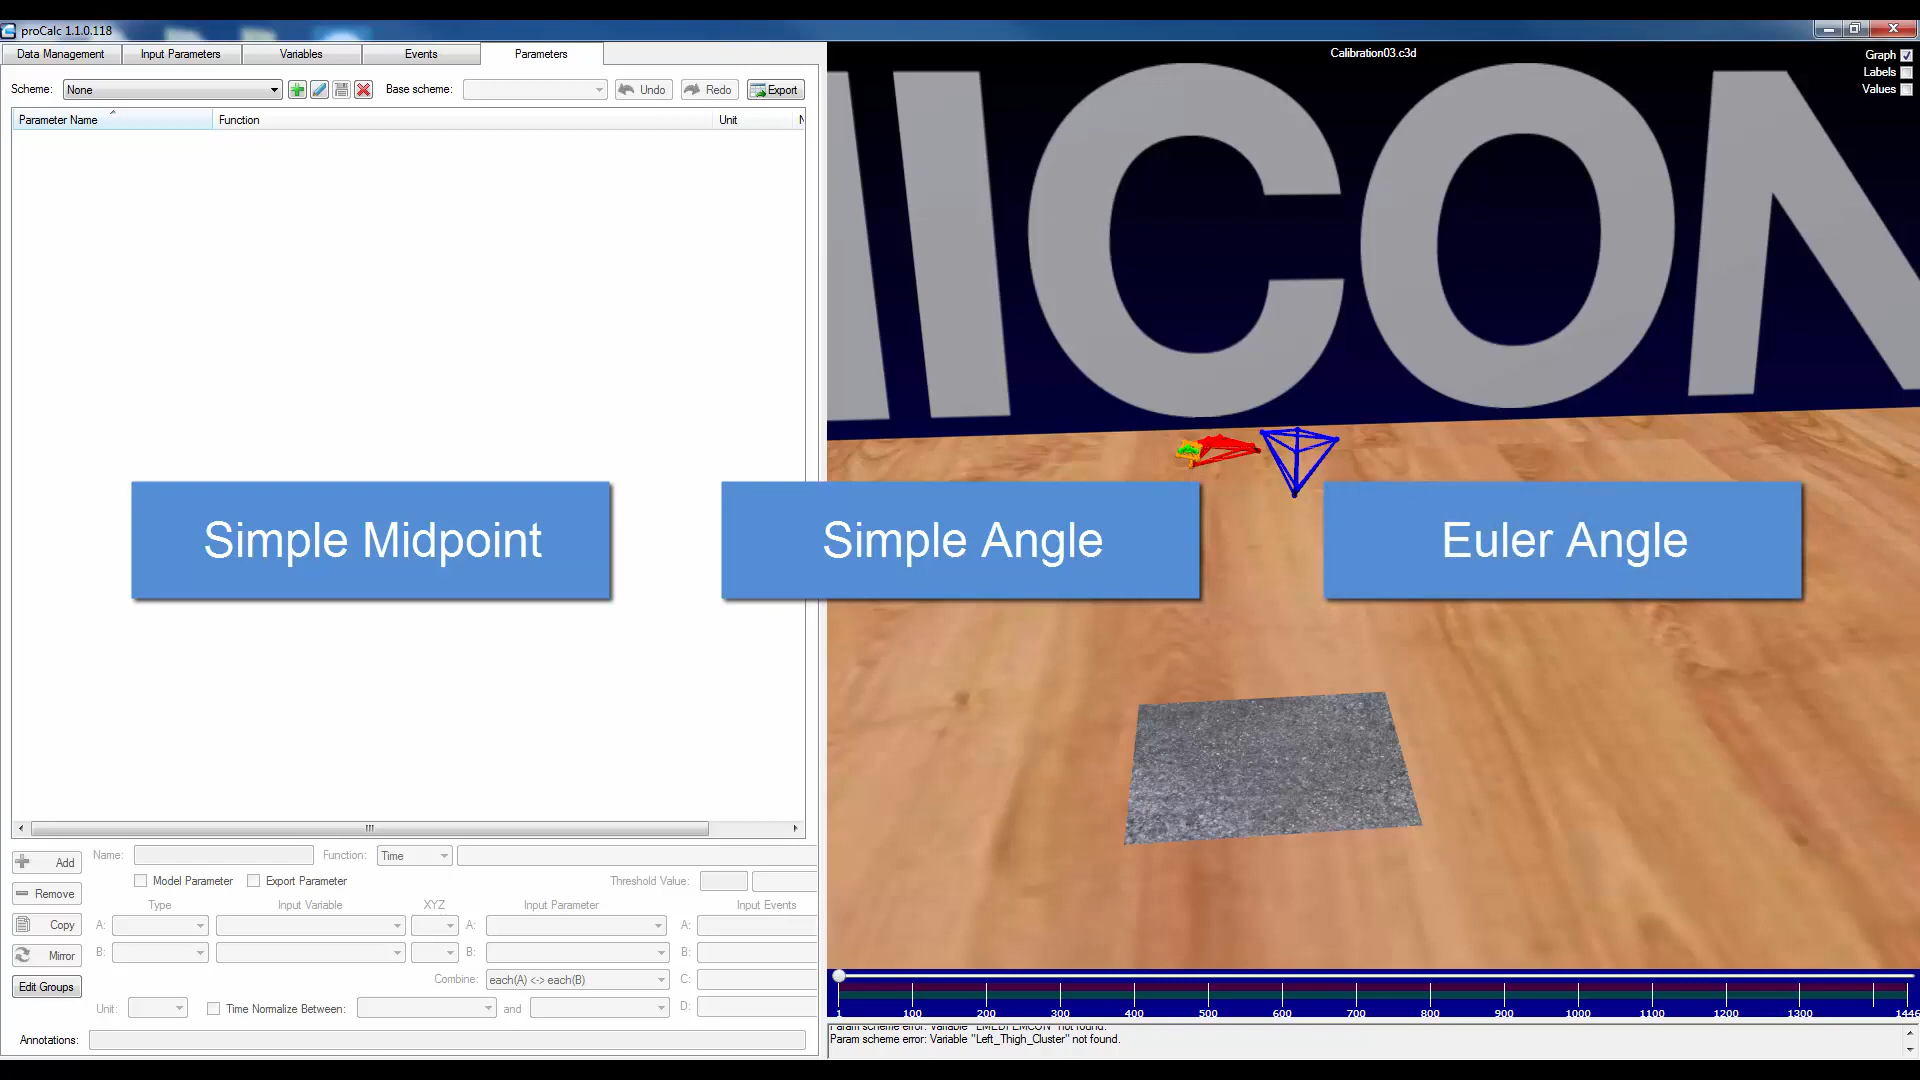 proCalc 1.1.0.118
Data Management
Input Parameters
Variables
Events
Parameters
Scheme:
None
Base scheme:
Undo
Redo
Export
Parameter Name
Function
Unit
N
Calibration03.c3d
Graph
Labels
Values
ICON
Simple Midpoint
Simple Angle
Euler Angle
Add
Remove
Copy
Mirror
Edit Groups
Name:
Function:
Time
Model Parameter
Export Parameter
Threshold Value:
Type
Input Variable
XYZ
Input Parameter
Input Events
A:
A:
A:
B:
B:
B:
Combine:
each(A) <-> each(B)
C:
Unit:
Time Normalize Between:
and
D:
Annotations:
1 100 200 300 400 500 600 700 800 900 1000 1100 1200 1300 1446
Param scheme error: Variable "Left_Thigh_Cluster" not found.